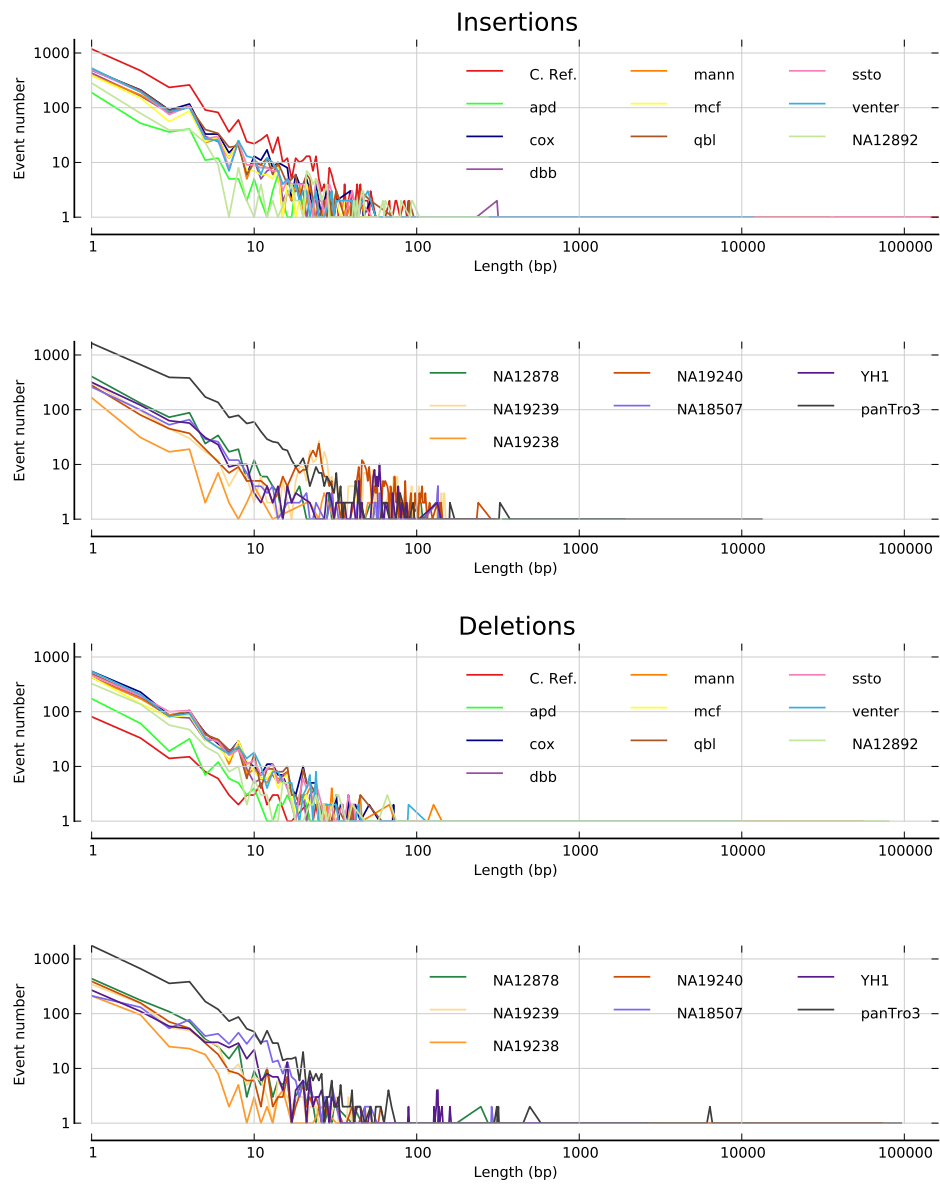 Insertions
1000
100
10
1
Event number
C. Ref. mann ssto
apd mcf venter
cox qbl NA12892
dbb
1 10 100 1000 10000 100000
Length (bp)
1000
100
10
1
Event number
NA12878 NA19240 YH1
NA19239 NA18507 panTro3
NA19238
1 10 100 1000 10000 100000
Length (bp)
Deletions
1000
100
10
1
Event number
C. Ref. mann ssto
apd mcf venter
cox qbl NA12892
dbb
1 10 100 1000 10000 100000
Length (bp)
1000
100
10
1
Event number
NA12878 NA19240 YH1
NA19239 NA18507 panTro3
NA19238
1 10 100 1000 10000 100000
Length (bp)